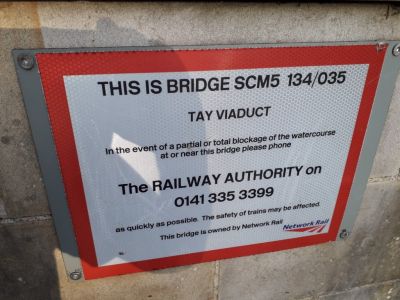 THIS IS BRIDGE SCM5 134/035
TAY VIADUCT
In the event of a partial or total blockage of the watercourse
at or near this bridge please phone
The RAILWAY AUTHORITY on
0141 335 3399
as quickly as possible. The safety of trains may be affected.
This bridge is owned by Network Rail
Network Rail